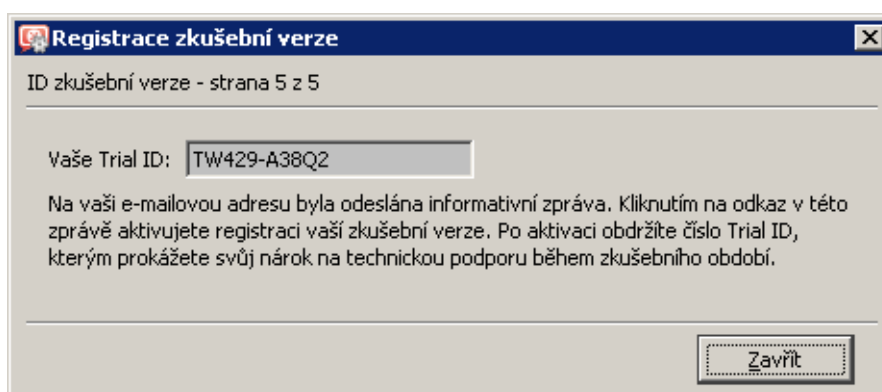 Registrace zkušební verze
ID zkušební verze - strana 5 z 5
Vaše Trial ID: TW429-A38Q2
Na vaši e-mailovou adresu byla odeslána informativní zpráva. Kliknutím na odkaz v této
zprávě aktivujete registraci vaší zkušební verze. Po aktivaci obdržíte číslo Trial ID,
kterým prokážete svůj nárok na technickou podporu během zkušebního období.
Zavřít